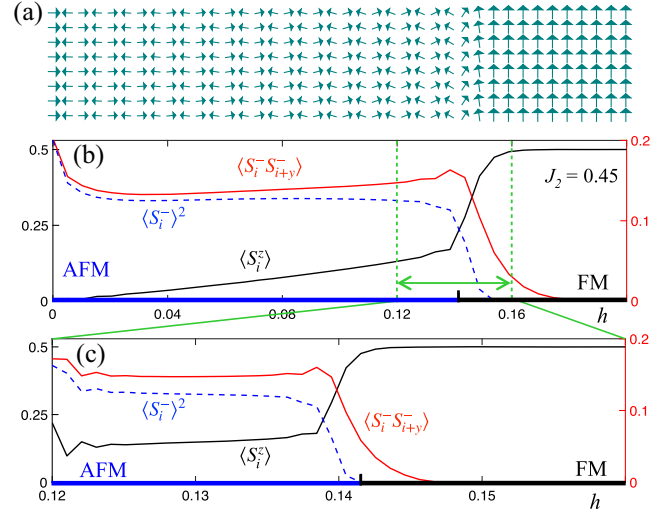 (a)
(b)
0.5
0.25
0
⟨S_i^- S_{i+y}^-⟩
⟨S_i^-⟩^2
⟨S_i^z⟩
J_2 = 0.45
AFM
FM
0.2
0.1
0
0 0.04 0.08 0.12 0.16 h
(c)
0.5
0.25
0
⟨S_i^-⟩^2
⟨S_i^- S_{i+y}^-⟩
⟨S_i^z⟩
AFM
FM
0.2
0.1
0
0.12 0.13 0.14 0.15 h